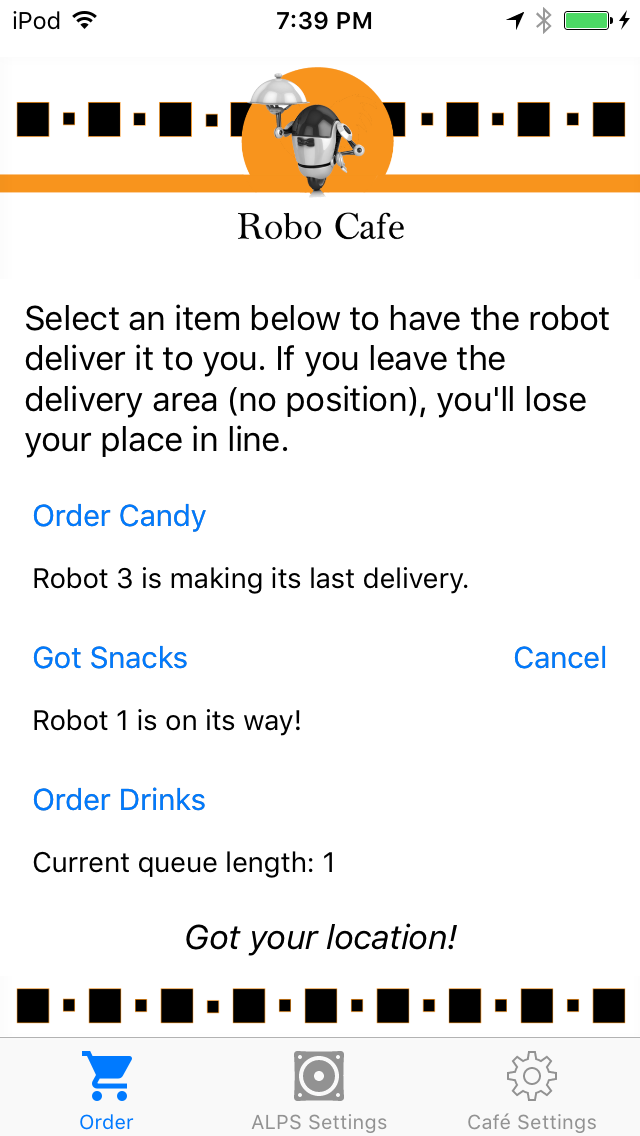 iPod 7:39 PM
Robo Cafe
Select an item below to have the robot
deliver it to you. If you leave the
delivery area (no position), you'll lose
your place in line.
Order Candy
Robot 3 is making its last delivery.
Got Snacks Cancel
Robot 1 is on its way!
Order Drinks
Current queue length: 1
Got your location!
Order ALPS Settings Café Settings